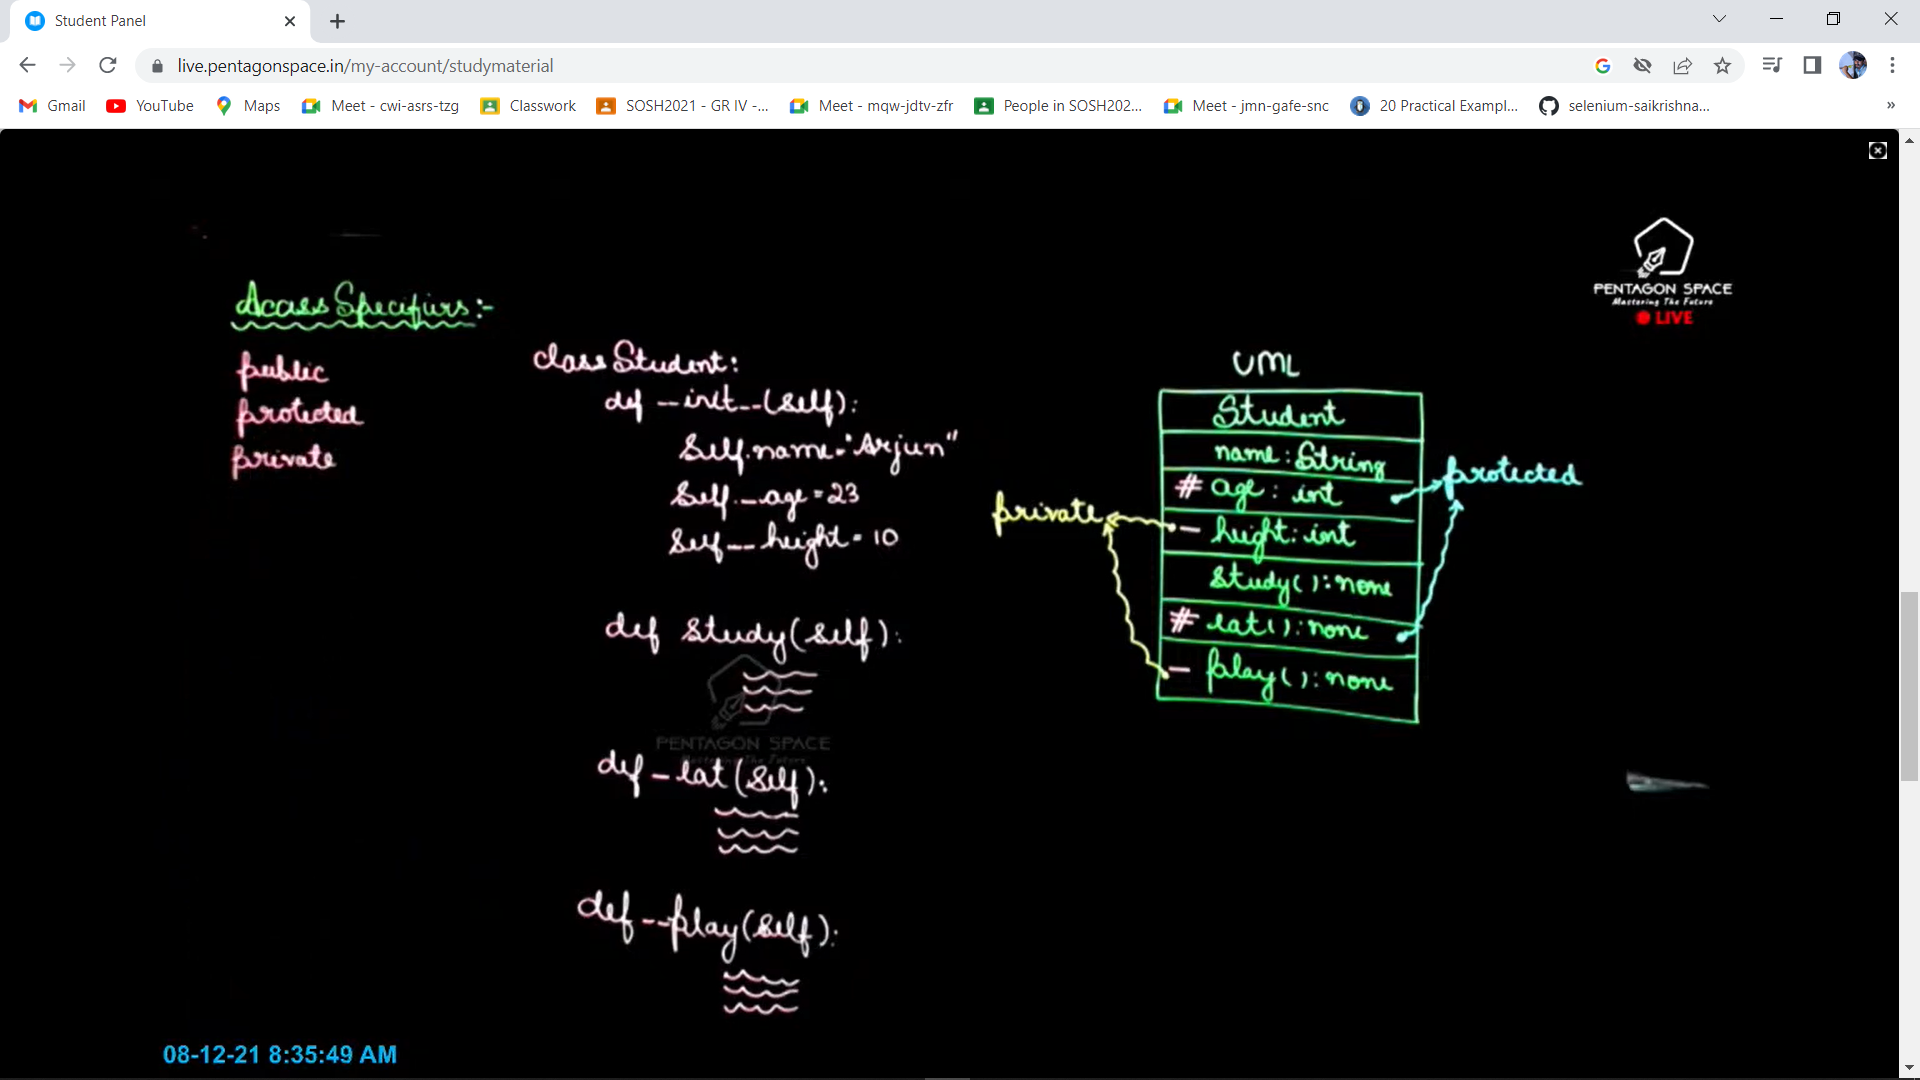 Student Panel
live.pentagonspace.in/my-account/studymaterial
Gmail YouTube Maps Meet - cwi-asrs-tzg Classwork SOSH2021 - GR IV -... Meet - mqw-jdtv-zfr People in SOSH202... Meet - jmn-gafe-snc 20 Practical Exampl... selenium-saikrishna... »
PENTAGON SPACE
Mastering The Future
LIVE
Access Specifiers:-
public
protected
private
class Student:
def __init__(self):
self.name="Arjun"
self._age=23
self.__height=10
def study(self):
PENTAGON SPACE
Mastering The Future
def _eat(self):
def __play(self):
UML
Student
name: String
# age: int
- height: int
study(): none
# eat(): none
- play(): none
protected
private
08-12-21 8:35:49 AM